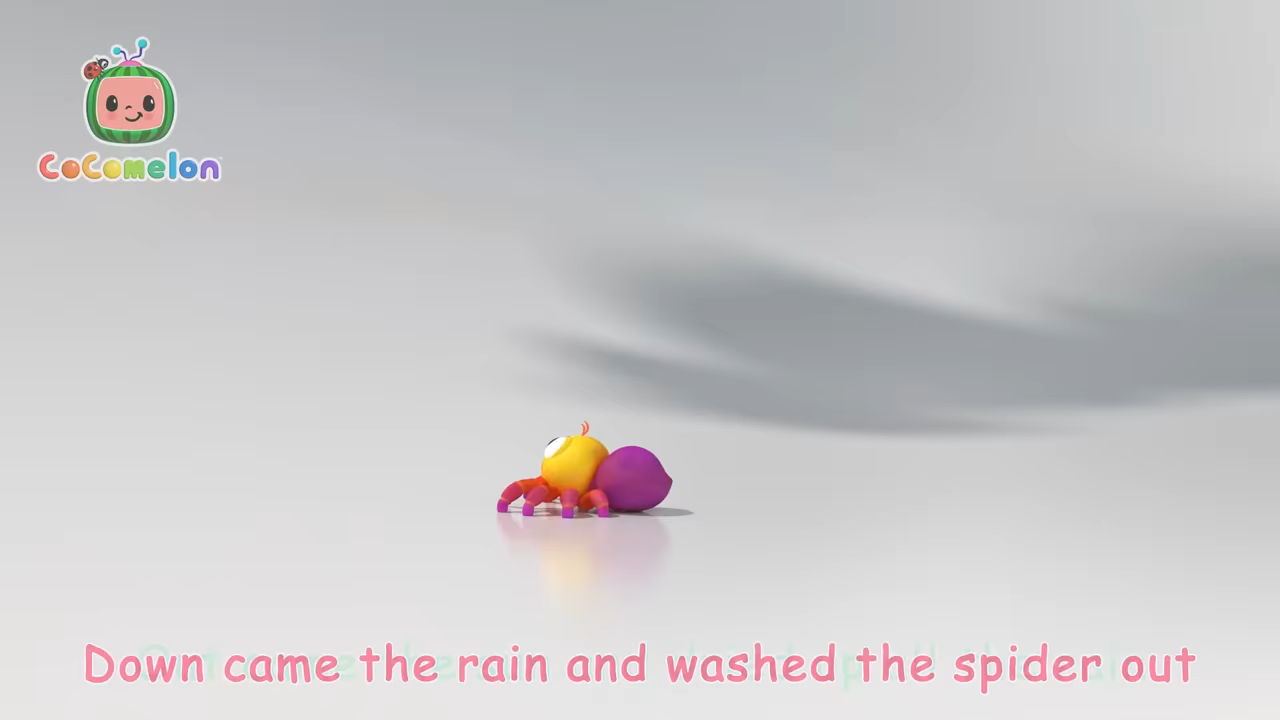 CoComelon
Down came the rain and washed the spider out